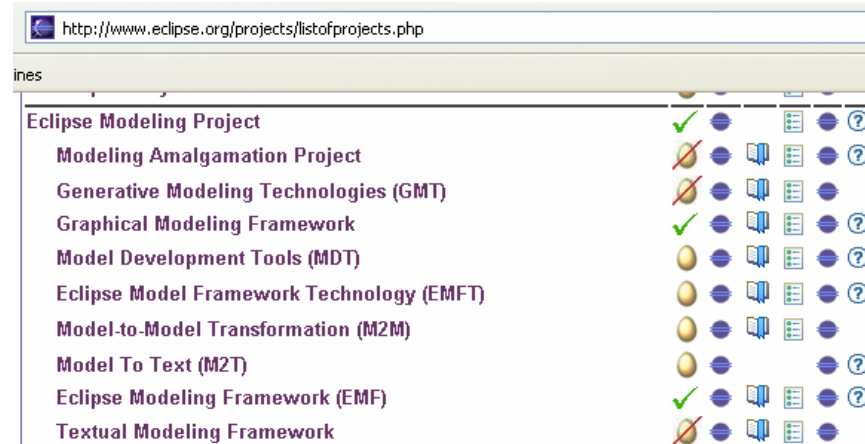 http://www.eclipse.org/projects/listofprojects.php
ines
Eclipse Modeling Project
Modeling Amalgamation Project
Generative Modeling Technologies (GMT)
Graphical Modeling Framework
Model Development Tools (MDT)
Eclipse Model Framework Technology (EMFT)
Model-to-Model Transformation (M2M)
Model To Text (M2T)
Eclipse Modeling Framework (EMF)
Textual Modeling Framework